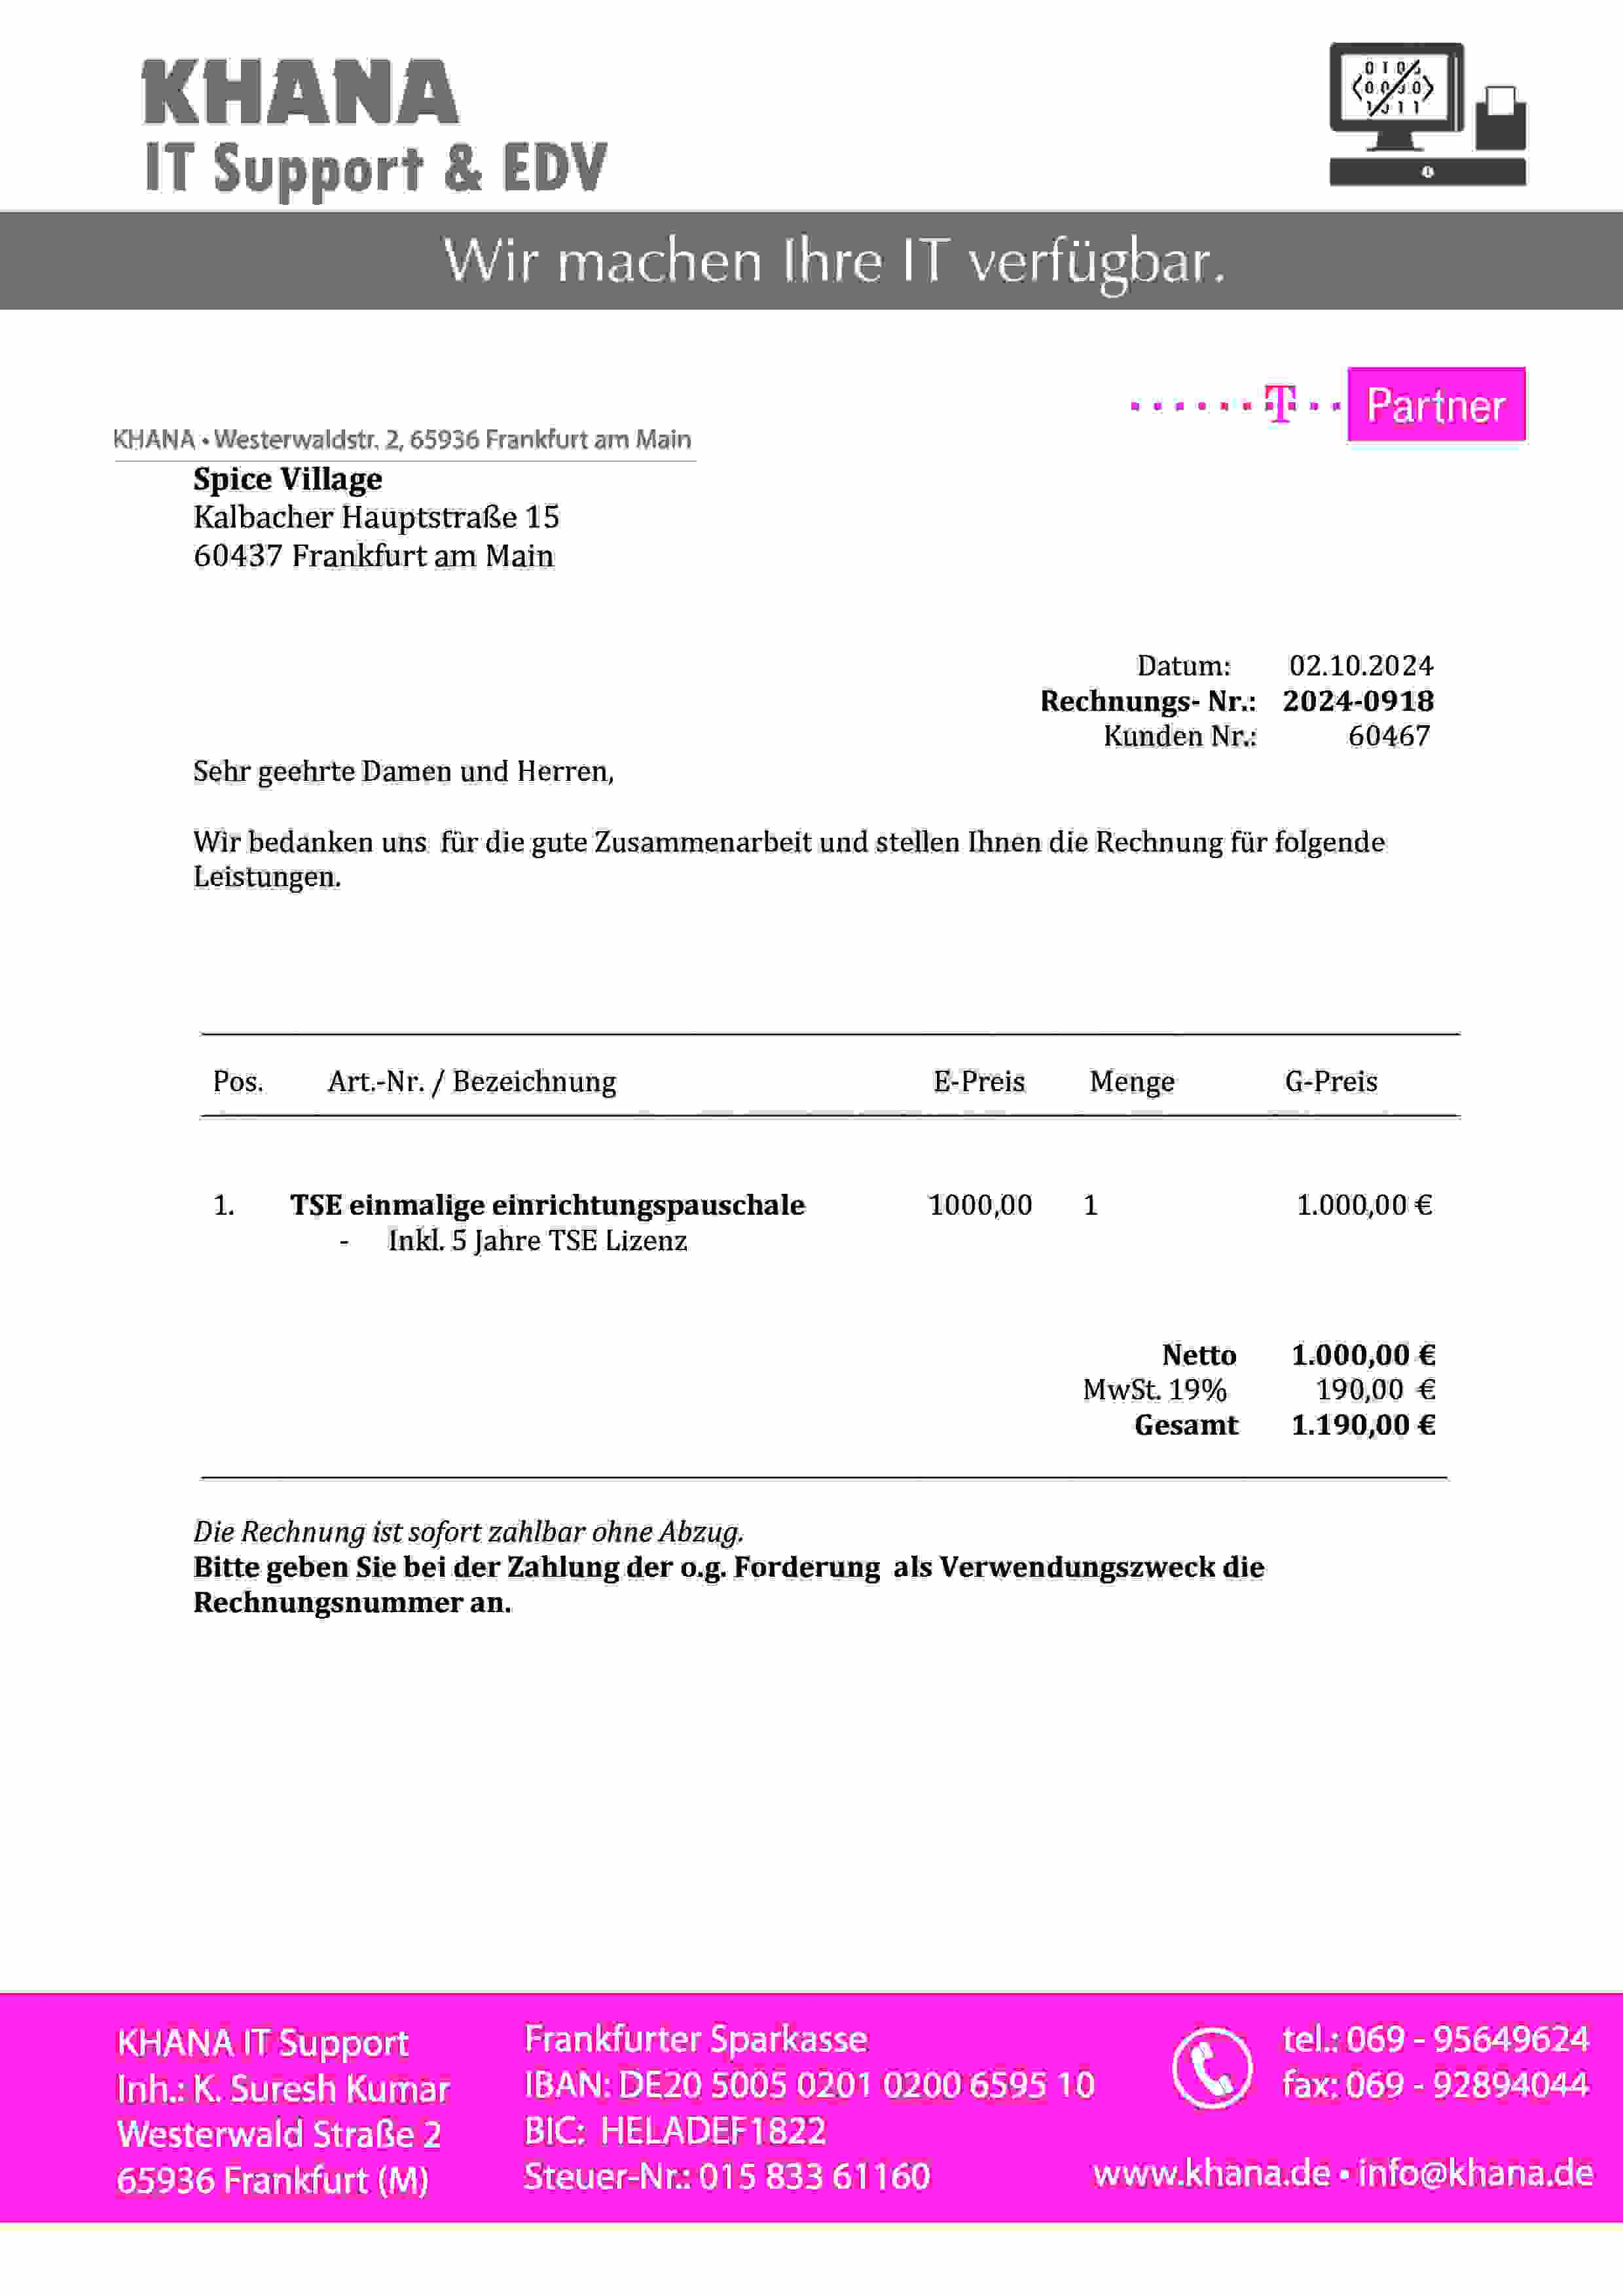 KHANA
IT Support & EDV
Wir machen Ihre IT verfügbar.
T Partner
KHANA • Westerwaldstr. 2, 65936 Frankfurt am Main
Spice Village
Kalbacher Hauptstraße 15
60437 Frankfurt am Main
Datum: 02.10.2024
Rechnungs- Nr.: 2024-0918
Kunden Nr.: 60467
Sehr geehrte Damen und Herren,
Wir bedanken uns für die gute Zusammenarbeit und stellen Ihnen die Rechnung für folgende
Leistungen.
Pos. Art.-Nr. / Bezeichnung E-Preis Menge G-Preis
1. TSE einmalige einrichtungspauschale 1000,00 1 1.000,00 €
- Inkl. 5 Jahre TSE Lizenz
Netto 1.000,00 €
MwSt. 19% 190,00 €
Gesamt 1.190,00 €
Die Rechnung ist sofort zahlbar ohne Abzug.
Bitte geben Sie bei der Zahlung der o.g. Forderung als Verwendungszweck die
Rechnungsnummer an.
KHANA IT Support
Inh.: K. Suresh Kumar
Westerwald Straße 2
65936 Frankfurt (M)
Frankfurter Sparkasse
IBAN: DE20 5005 0201 0200 6595 10
BIC: HELADEF1822
Steuer-Nr.: 015 833 61160
tel.: 069 - 95649624
fax: 069 - 92894044
www.khana.de • info@khana.de